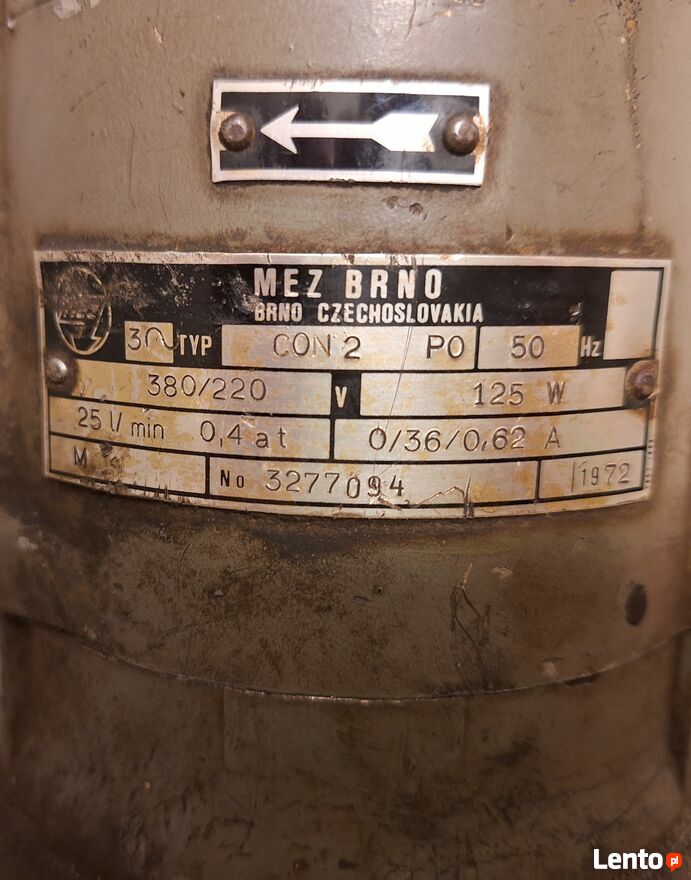 MEZ BRNO
BRNO CZECHOSLOVAKIA
3~ TYP CON 2 PO 50 Hz
380/220 V 125 W
25 l/min 0,4 at 0/36/0,62 A
M No 3277094 1972
Lento.pl